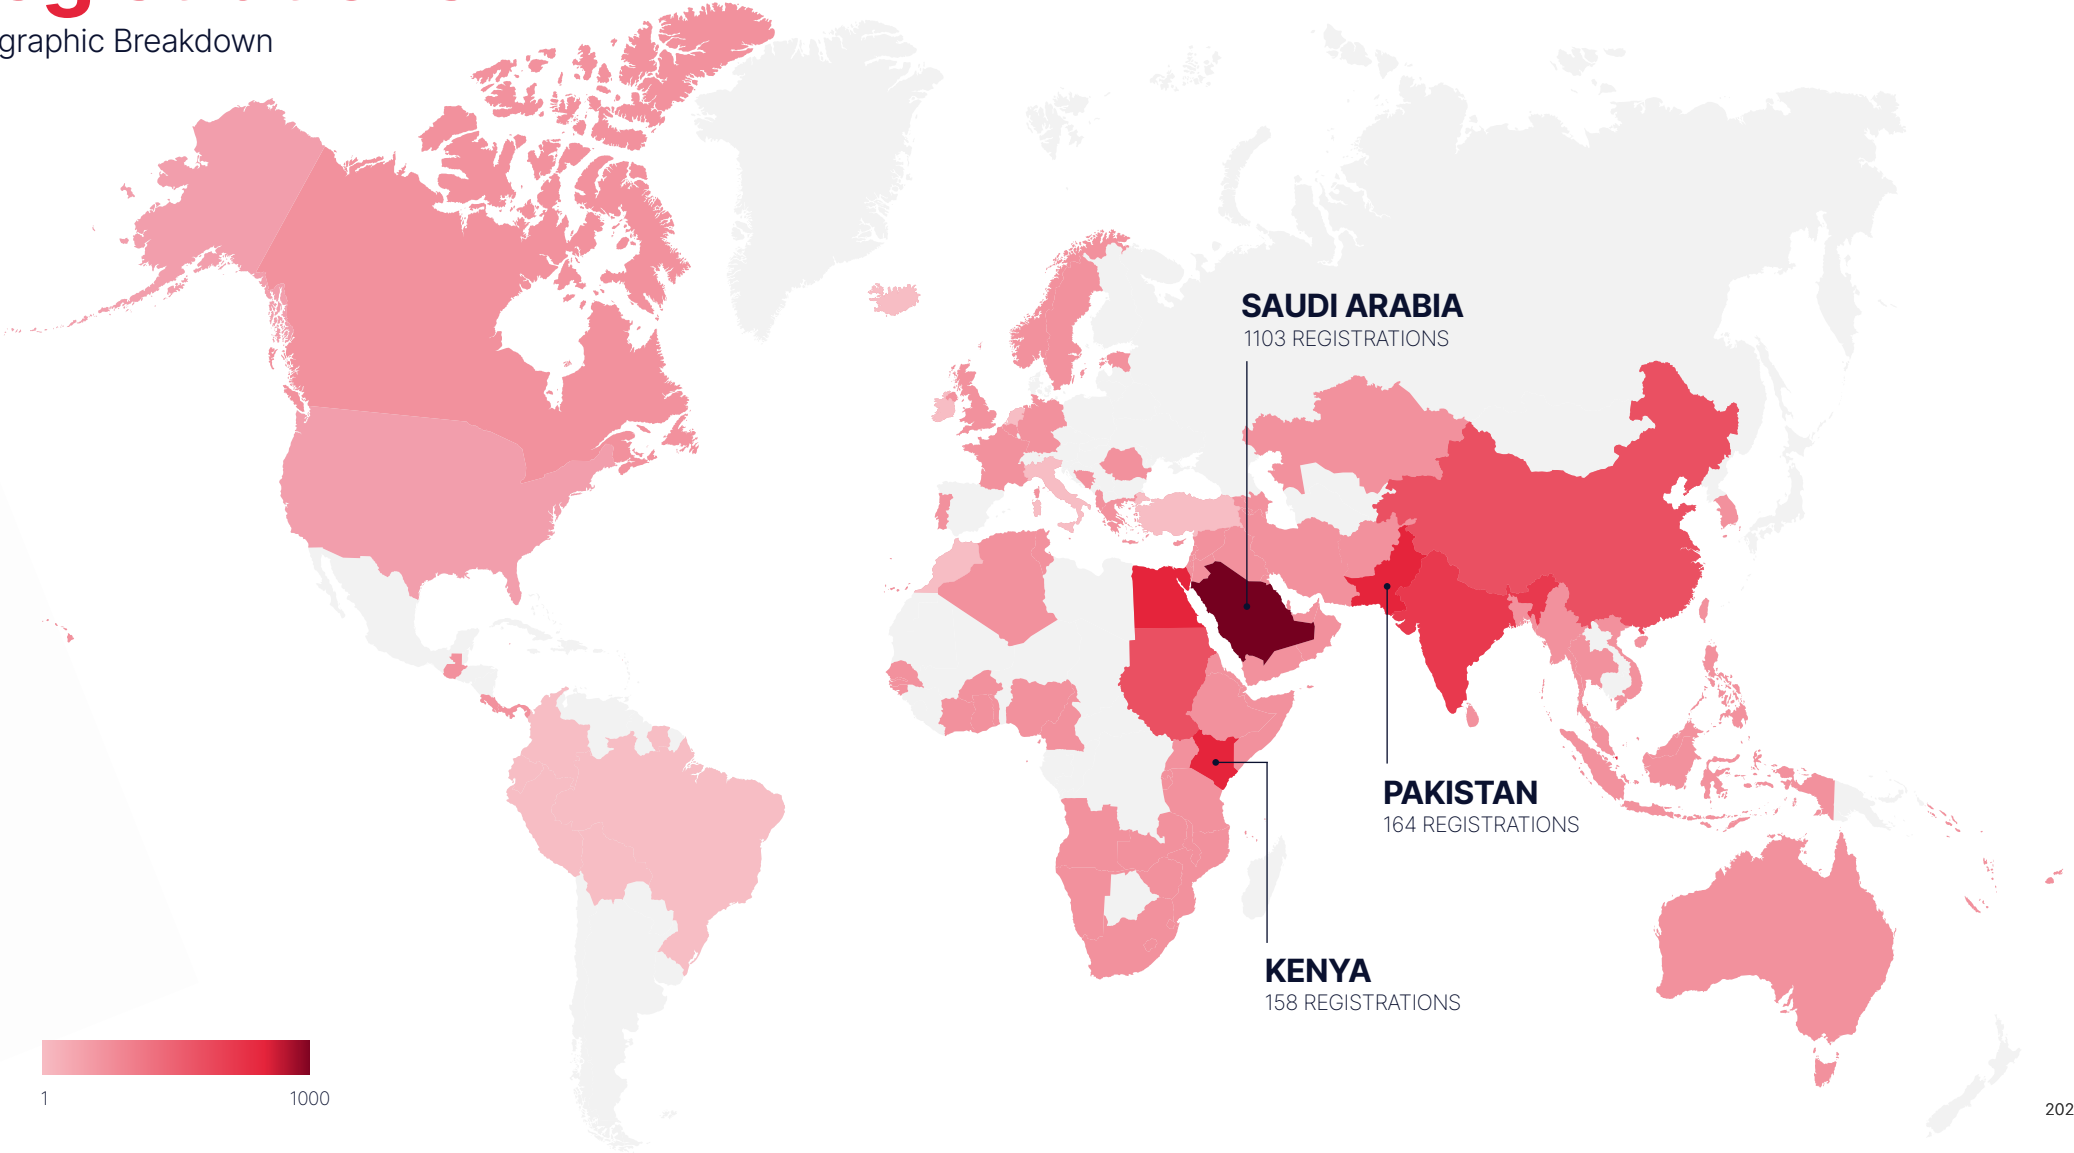 graphic Breakdown
SAUDI ARABIA
1103 REGISTRATIONS
PAKISTAN
164 REGISTRATIONS
KENYA
158 REGISTRATIONS
1
1000
202